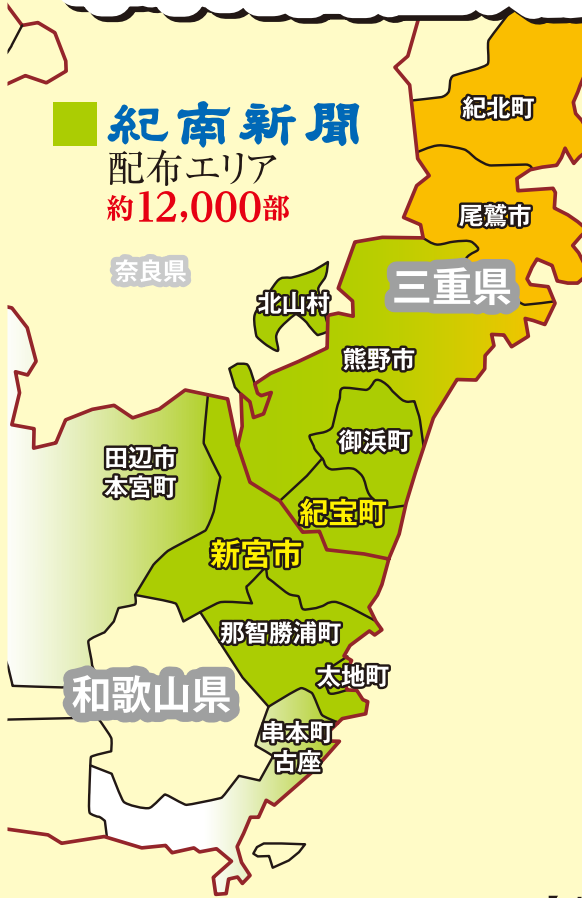 紀南新聞
配布エリア
約12,000部
紀北町
尾鷲市
奈良県
三重県
北山村
熊野市
御浜町
田辺市
本宮町
紀宝町
新宮市
那智勝浦町
太地町
和歌山県
串本町
古座